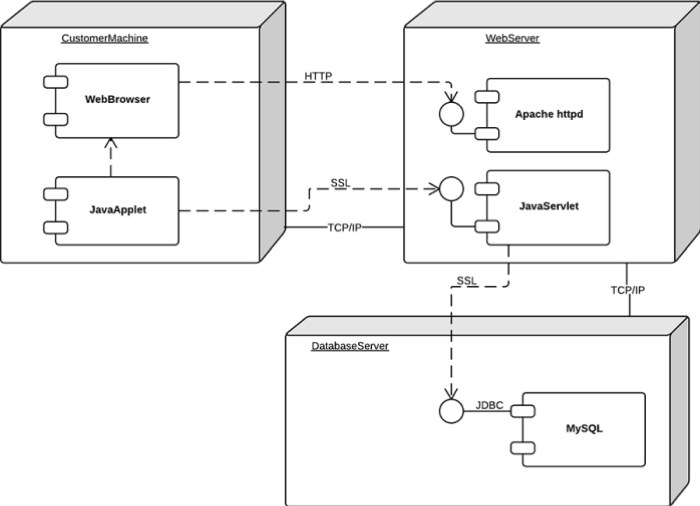 CustomerMachine
WebServer
WebBrowser
HTTP
Apache httpd
JavaApplet
SSL
JavaServlet
TCP/IP
SSL
TCP/IP
DatabaseServer
JDBC
MySQL